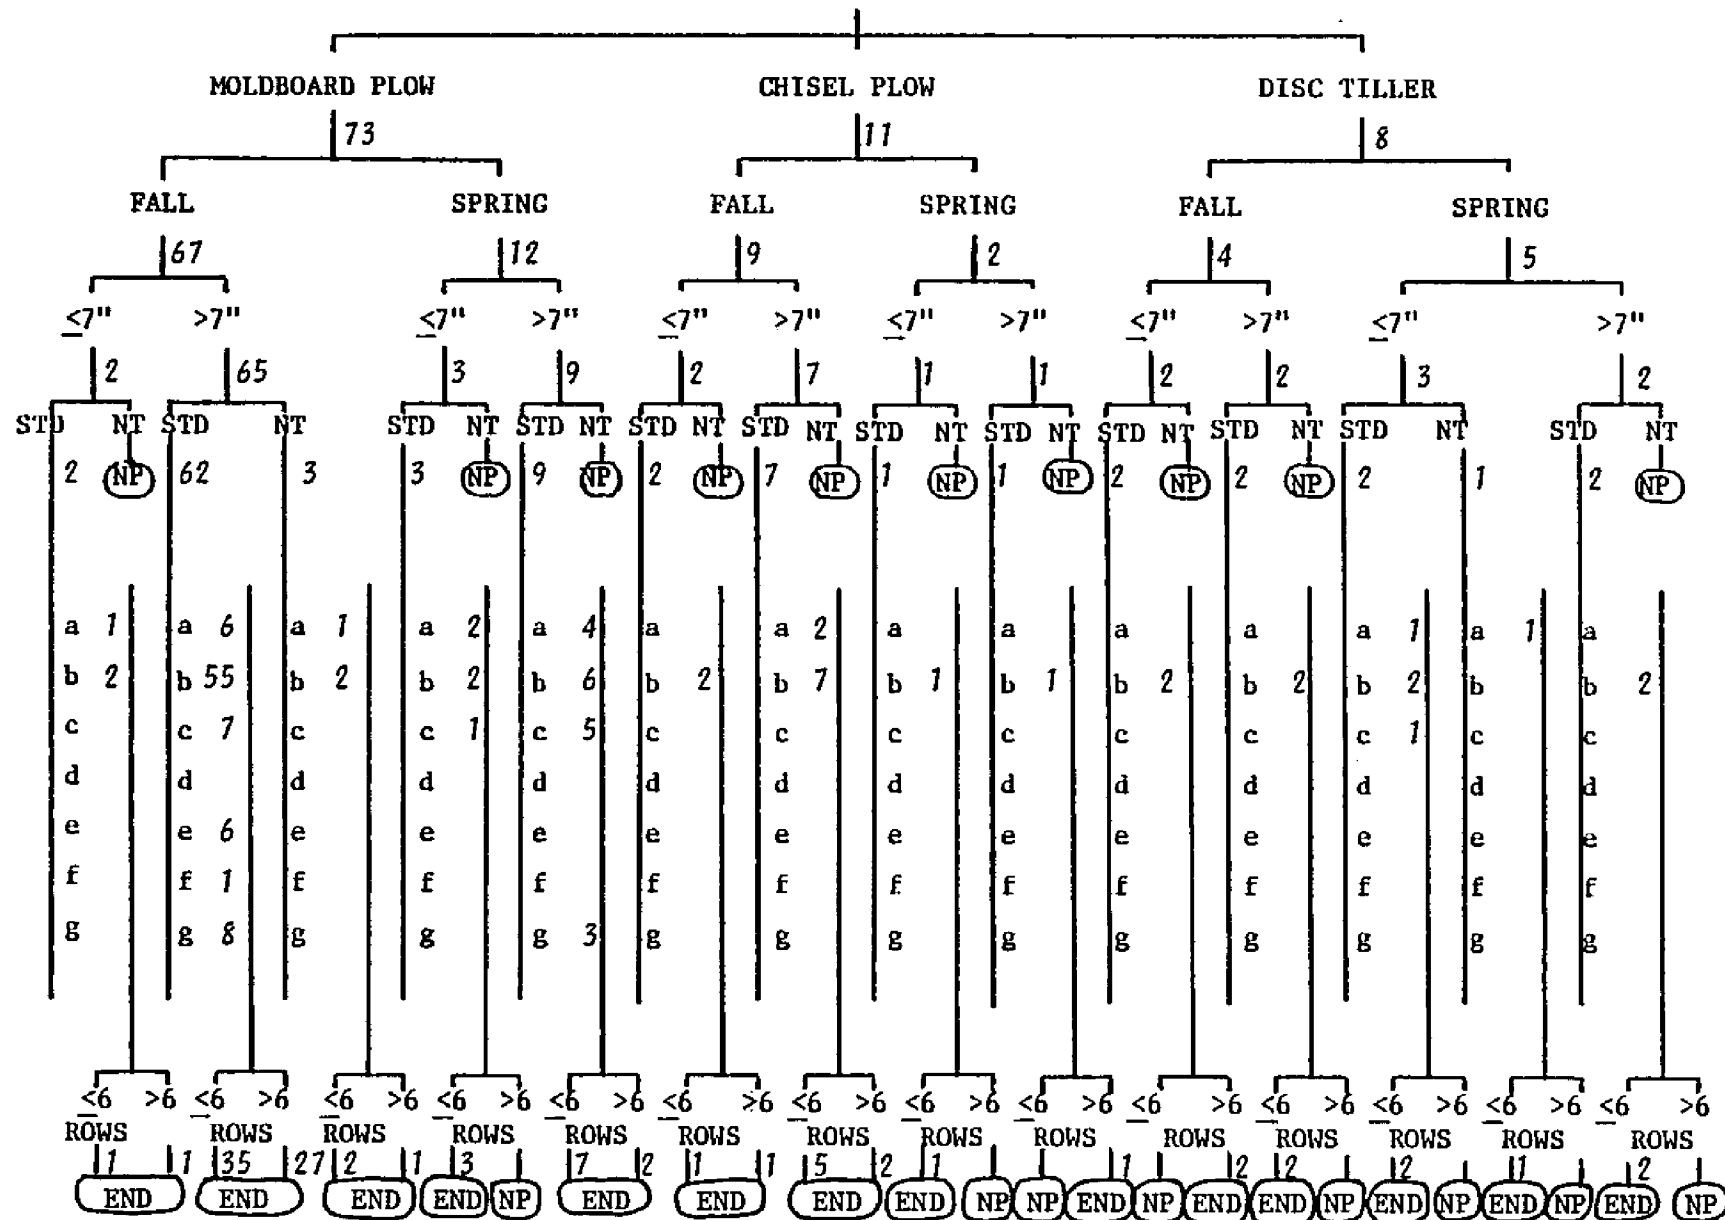 MOLDBOARD PLOW CHISEL PLOW DISC TILLER
73 11 8
FALL SPRING FALL SPRING FALL SPRING
67 12 9 2 4 5
≤7" >7" ≤7" >7" ≤7" >7" ≤7" >7" ≤7" >7" ≤7" >7"
2 65 3 9 2 7 1 1 2 2 3 2
STD NT STD NT STD NT STD NT STD NT STD NT STD NT STD NT STD NT STD NT STD NT STD NT
2 NP 62 3 3 NP 9 NP 2 NP 7 NP 1 NP 1 NP 2 NP 2 NP 2 1 2 NP
a 1 a 6 a 1 a 2 a 4 a a 2 a a a a a 1 a 1 a
b 2 b 55 b 2 b 2 b 6 b 2 b 7 b 1 b 1 b 2 b 2 b 2 b b 2
c c 7 c c 1 c 5 c c c c c c c 1 c c
d d d d d d d d d d d d d d
e e 6 e e e e e e e e e e e e
f f 1 f f f f f f f f f f f f
g g 8 g g g 3 g g g g g g g g g
≤6 >6 ≤6 >6 ≤6 >6 ≤6 >6 ≤6 >6 ≤6 >6 ≤6 >6 ≤6 >6 ≤6 >6 ≤6 >6 ≤6 >6 ≤6 >6 ≤6 >6 ≤6 >6
ROWS ROWS ROWS ROWS ROWS ROWS ROWS ROWS ROWS ROWS ROWS ROWS ROWS ROWS
1 1 35 27 2 1 3 7 2 1 1 5 2 1 1 2 2 2 1 2
END END END END NP END END END END NP NP END NP END END NP END NP END NP END NP